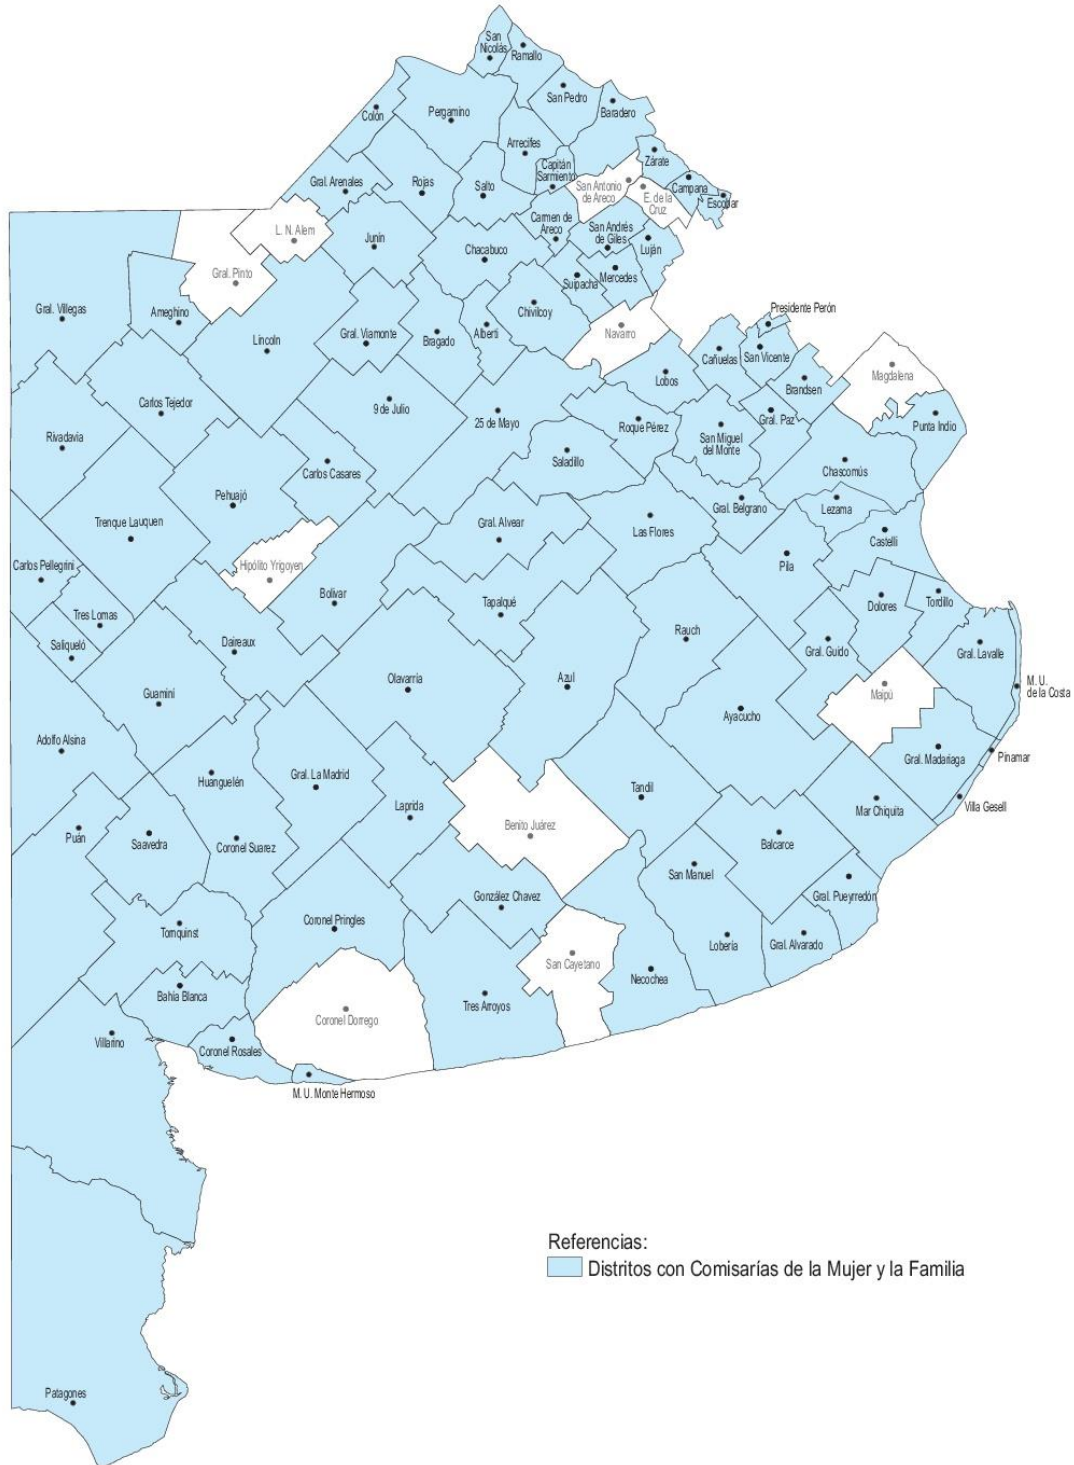 San
Nicolás
Ramallo
San Pedro
Baradero
Colón
Pergamino
Arrecifes
Zárate
Capitán
Sarmiento
Gral. Arenales
Rojas
Salto
San Antonio
de Areco
E. de la
Cruz
Campana
Escobar
L. N. Alem
Junín
Carmen de
Areco
San Andrés
de Giles
Luján
Chacabuco
Gral. Pinto
Suipacha
Mercedes
Gral. Villegas
Ameghino
Lincoln
Gral. Viamonte
Bragado
Alberti
Chivilcoy
Navarro
Presidente Perón
Cañuelas
San Vicente
Magdalena
Lobos
Brandsen
Carlos Tejedor
9 de Julio
25 de Mayo
Roque Pérez
San Miguel
del Monte
Gral. Paz
Punta Indio
Rivadavia
Carlos Casares
Saladillo
Chascomús
Pehuajó
Gral. Belgrano
Lezama
Trenque Lauquen
Gral. Alvear
Las Flores
Castelli
Carlos Pellegrini
Hipólito Yrigoyen
Pila
Bolivar
Tapalqué
Dolores
Tordillo
Tres Lomas
Saliqueló
Daireaux
Rauch
Gral. Guido
Gral. Lavalle
Guaminí
Olavarría
Azul
Maipú
M. U.
de la Costa
Ayacucho
Adolfo Alsina
Huanguelén
Gral. La Madrid
Gral. Madariaga
Pinamar
Laprida
Tandil
Mar Chiquita
Villa Gesell
Puán
Saavedra
Coronel Suarez
Benito Juárez
Balcarce
San Manuel
González Chavez
Gral. Pueyrredón
Tornquinst
Coronel Pringles
Lobería
Gral. Alvarado
San Cayetano
Necochea
Bahía Blanca
Tres Arroyos
Coronel Dorrego
Villarino
Coronel Rosales
M. U. Monte Hermoso
Referencias:
Distritos con Comisarías de la Mujer y la Familia
Patagones